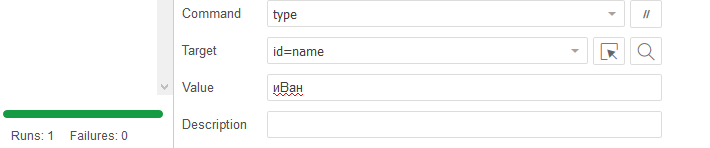 Command type //
Target id=name
Value иВан
Runs: 1 Failures: 0 Description